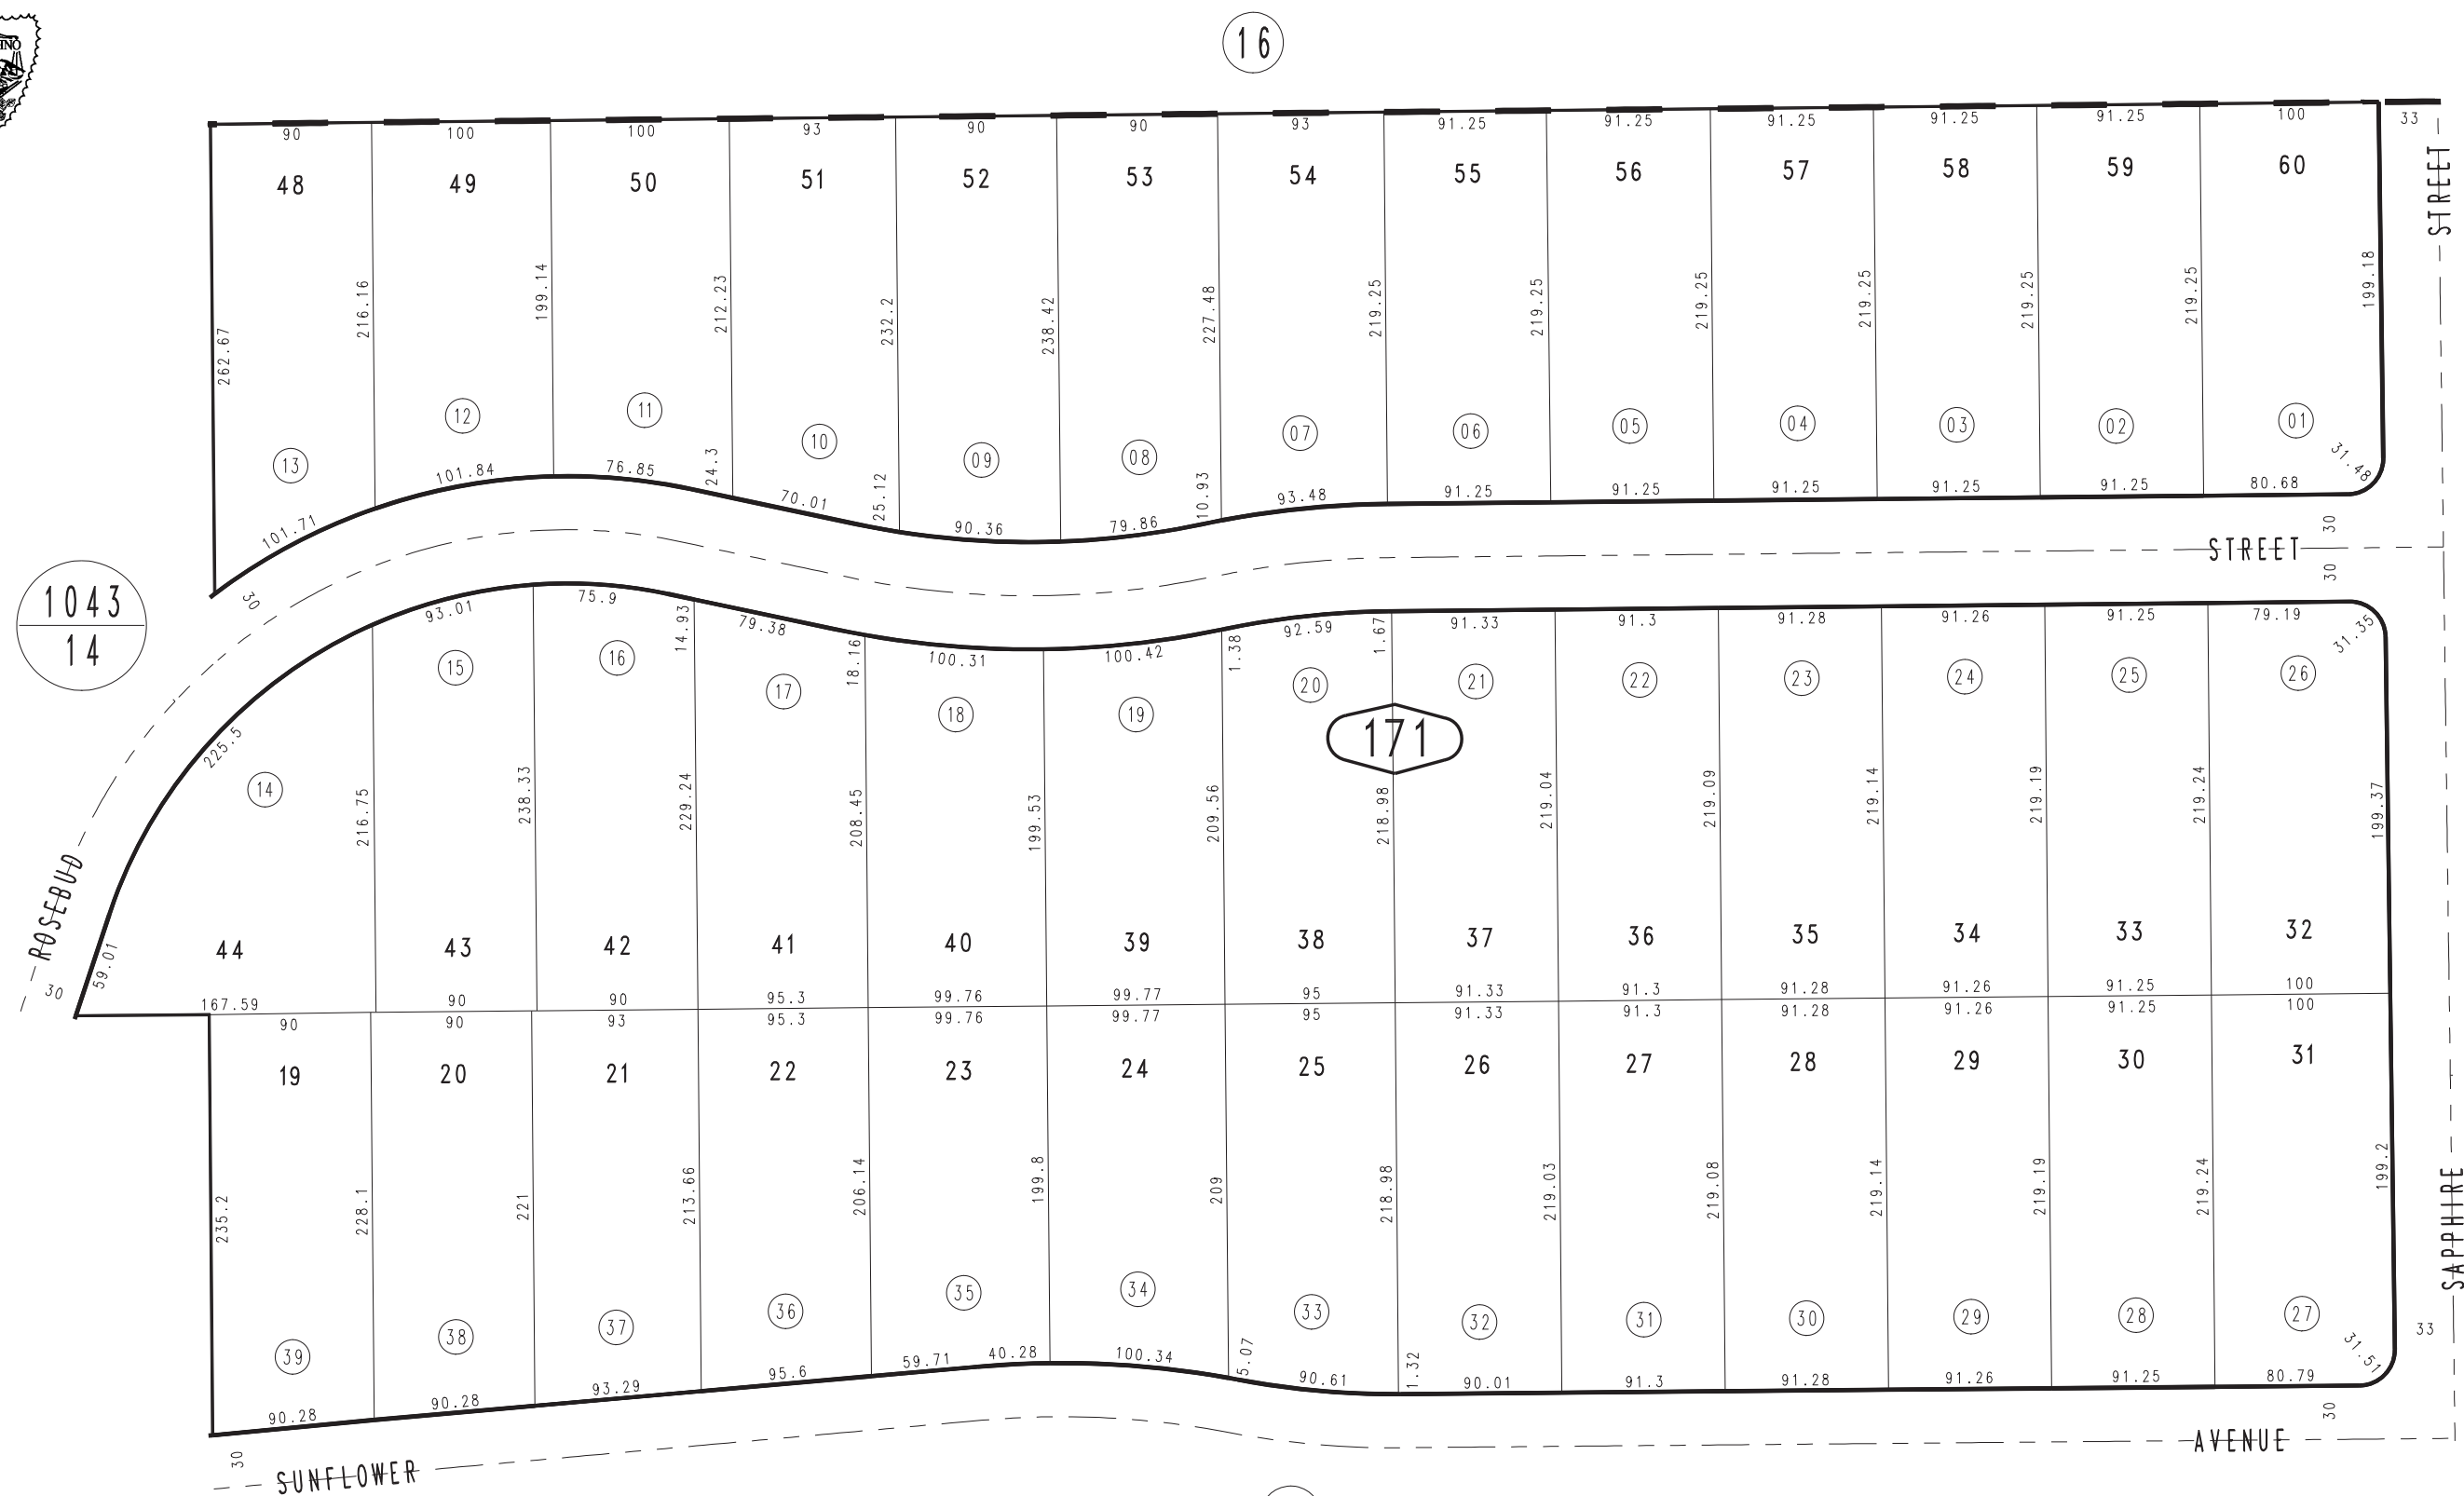 16
90 100 100 93 90 90 93 91.25 91.25 91.25 91.25 91.25 100 33
48 49 50 51 52 53 54 55 56 57 58 59 60
STREET
262.67 216.16 199.14 212.23 232.2 238.42 227.48 219.25 219.25 219.25 219.25 219.25 219.25 199.18
13 12 11 10 09 08 07 06 05 04 03 02 01
24.3 25.12 10.93 31.48
101.71 101.84 76.85 70.01 90.36 79.86 93.48 91.25 91.25 91.25 91.25 91.25 80.68
30
STREET
30 30
1043
14
93.01 75.9 14.93 79.38 18.16 100.31 100.42 1.38 92.59 1.67 91.33 91.3 91.28 91.26 91.25 79.19 31.35
225.5
14 15 16 17 18 19 20 21 22 23 24 25 26
171
216.75 238.33 229.24 208.45 199.53 209.56 218.98 219.04 219.09 219.14 219.19 219.24 199.37
ROSEBUD
30 59.01
44 43 42 41 40 39 38 37 36 35 34 33 32
167.59 90 90 95.3 99.76 99.77 95 91.33 91.3 91.28 91.26 91.25 100
90 90 93 95.3 99.76 99.77 95 91.33 91.3 91.28 91.26 91.25 100
19 20 21 22 23 24 25 26 27 28 29 30 31
235.2 228.1 221 213.66 206.14 199.8 209 218.98 219.03 219.08 219.14 219.19 219.24 199.2
SAPPHIRE
39 38 37 36 35 34 33 32 31 30 29 28 27
33
5.07 1.32 31.51
90.28 90.28 93.29 95.6 59.71 40.28 100.34 90.61 90.01 91.3 91.28 91.26 91.25 80.79
30 30
SUNFLOWER AVENUE